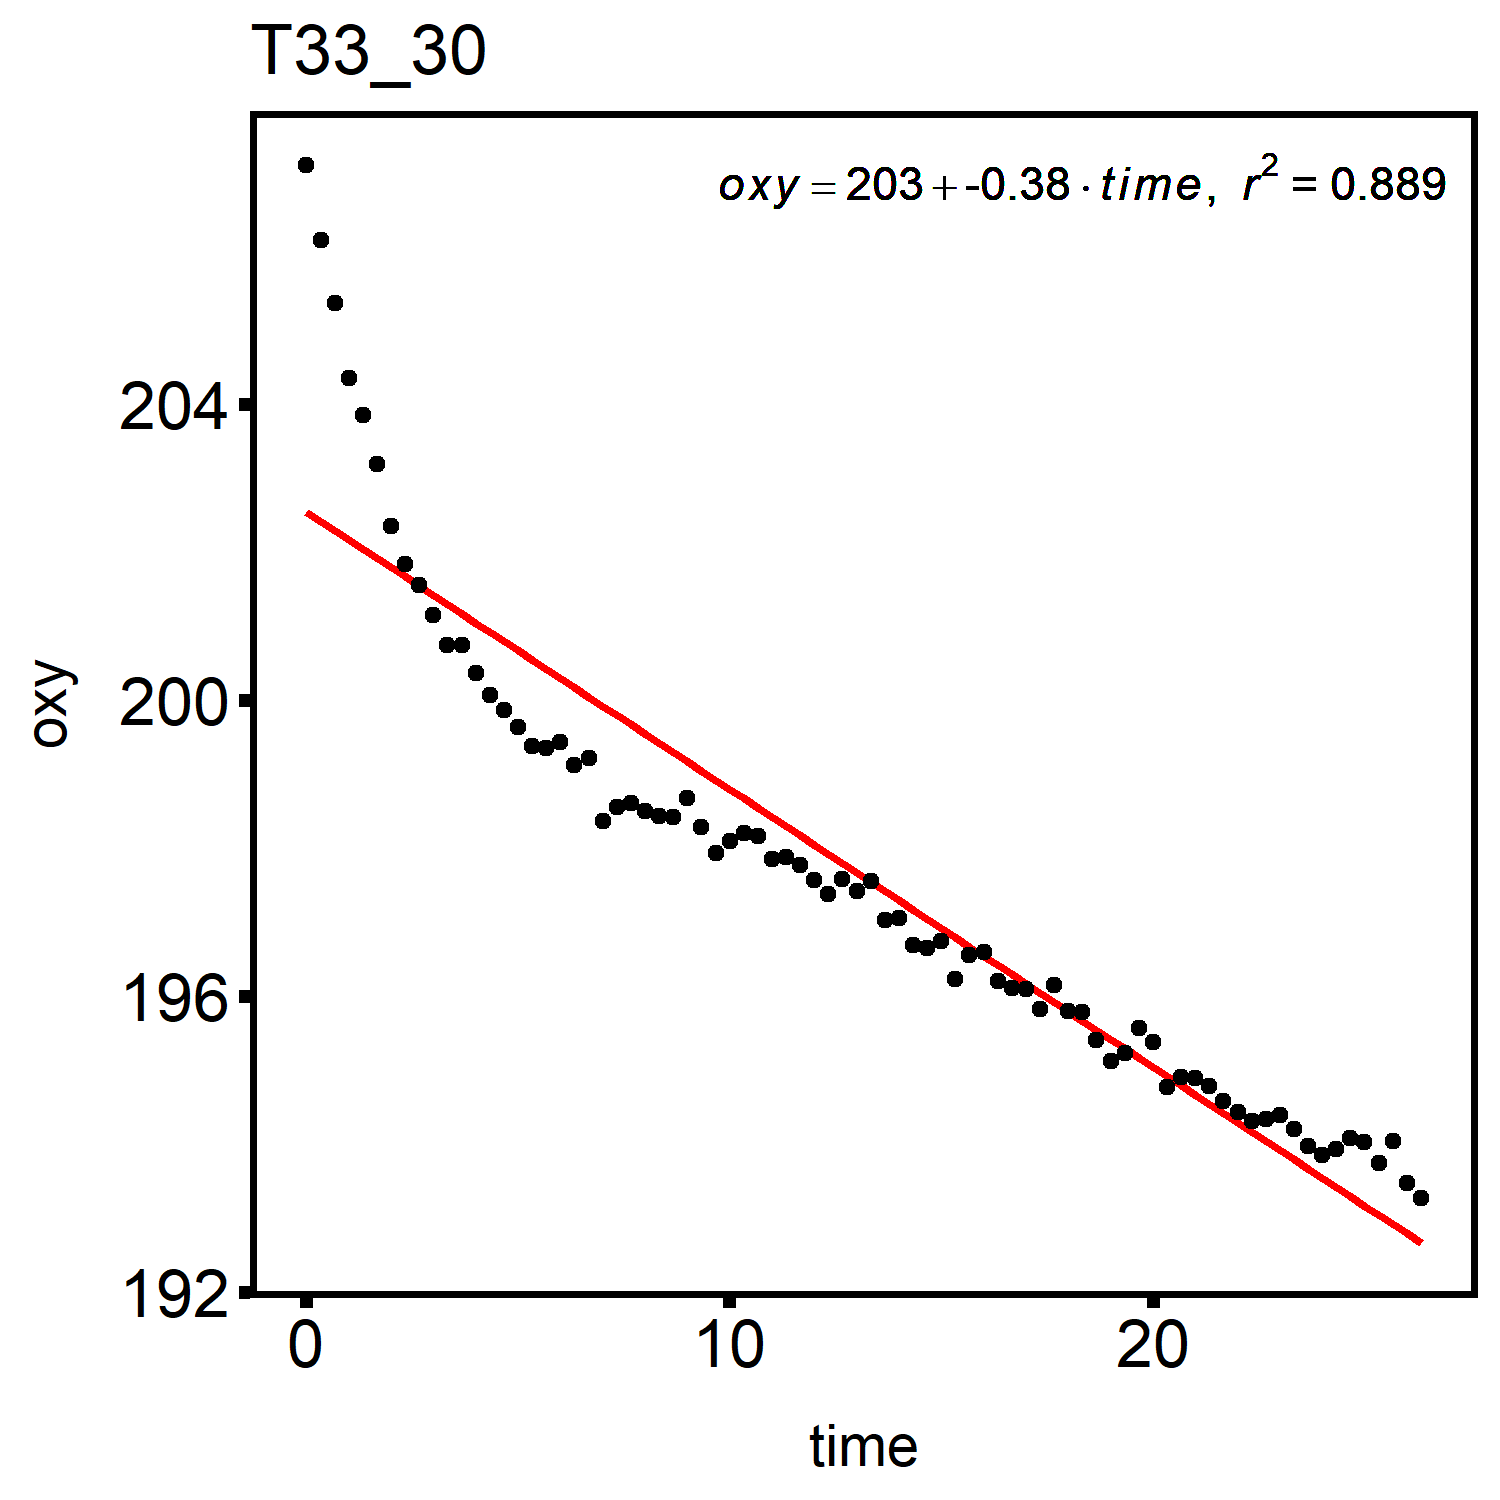 T33_30
oxy = 203 + -0.38 · time, r² = 0.889
204
200
196
192
oxy
0 10 20
time